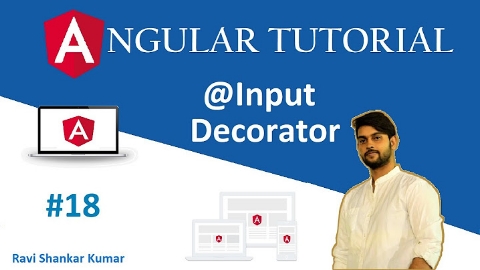 ANGULAR TUTORIAL
@Input
Decorator
#18
Ravi Shankar Kumar